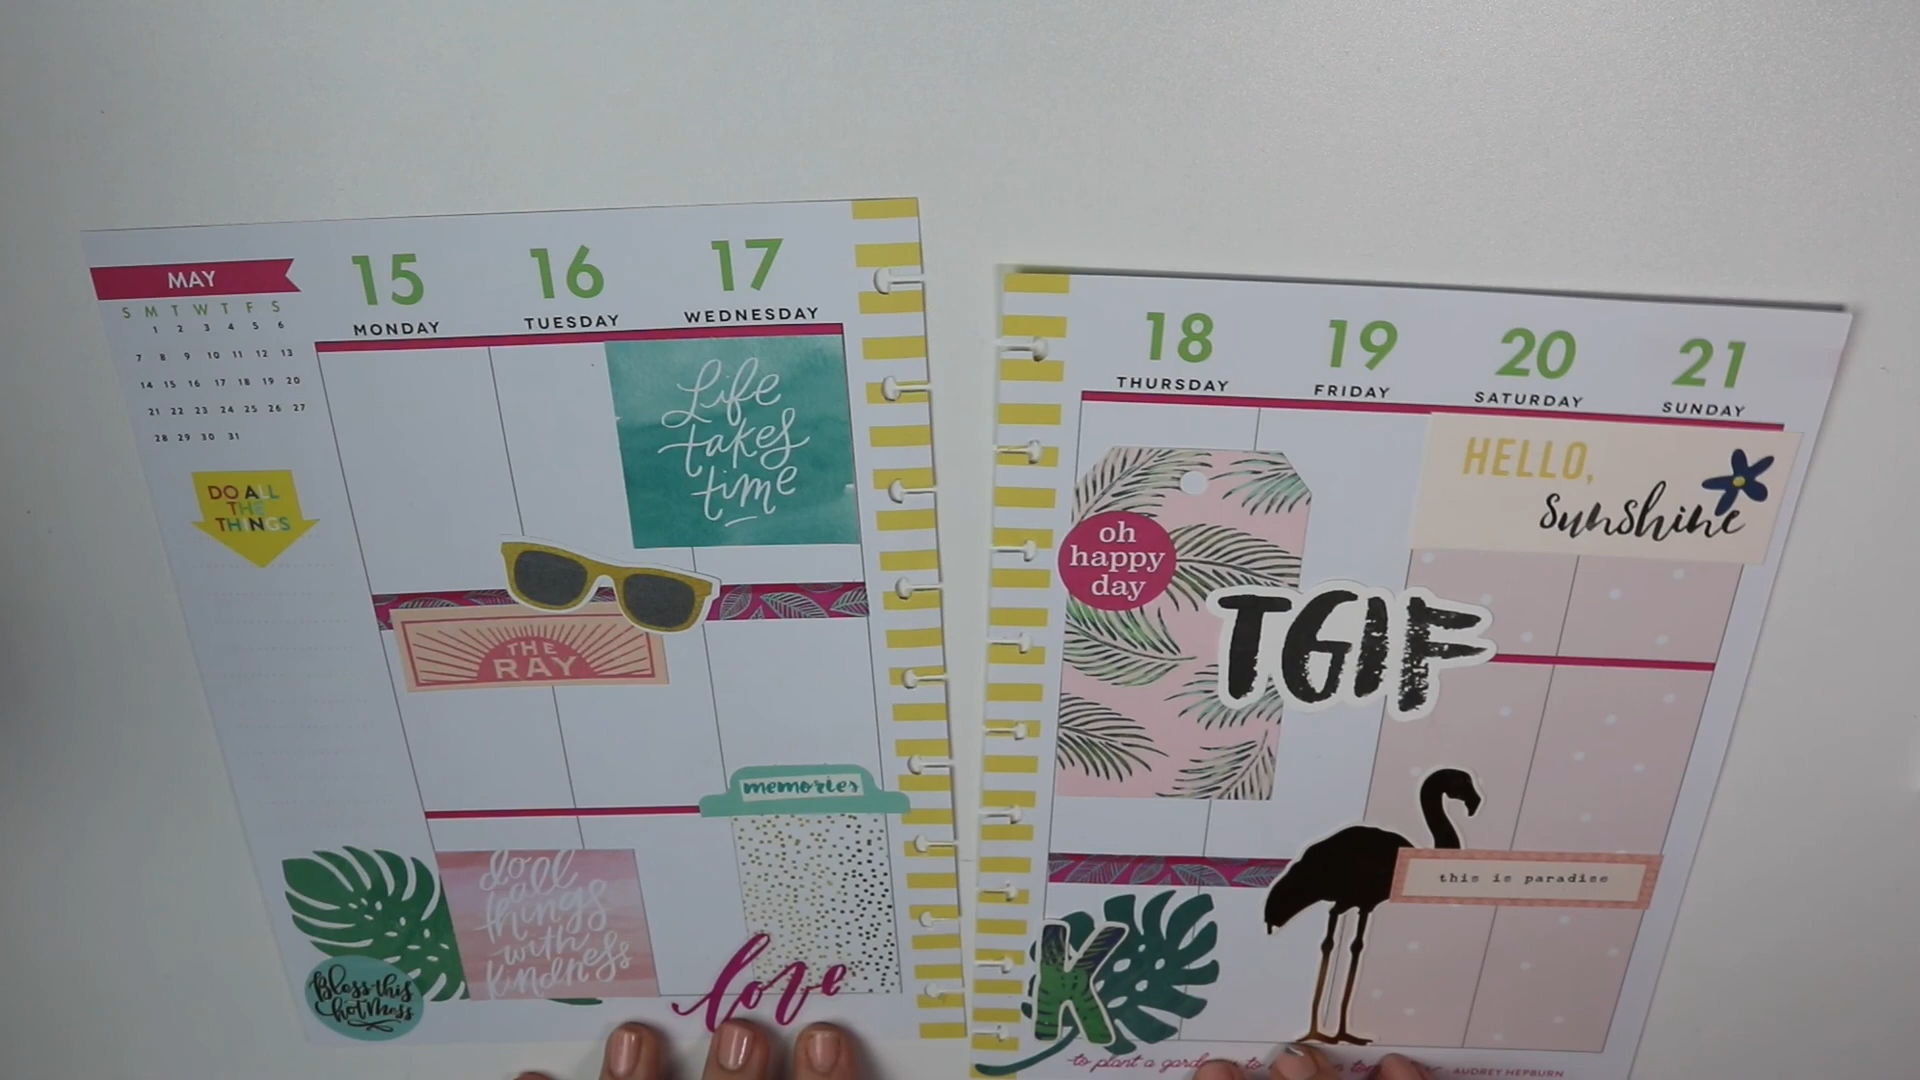 MAY
S M T W T F S
1 2 3 4 5 6
7 8 9 10 11 12 13
14 15 16 17 18 19 20
21 22 23 24 25 26 27
28 29 30 31
DO ALL
THE
THINGS
15
MONDAY
16
TUESDAY
17
WEDNESDAY
Life
takes
time
THE
RAY
memories
do all
things
with
kindness
Bless this
hot mess
love
18
THURSDAY
19
FRIDAY
20
SATURDAY
21
SUNDAY
HELLO,
sunshine
oh
happy
day
TGIF
this is paradise
K
to plant a to AUDREY HEPBURN